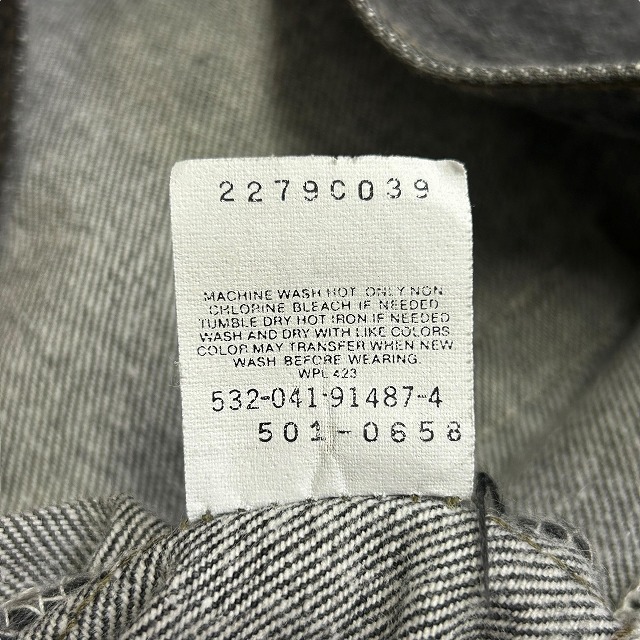 2279C039
MACHINE WASH HOT. ONLY NON
CHLORINE BLEACH IF NEEDED
TUMBLE DRY HOT IRON IF NEEDED
WASH AND DRY WITH LIKE COLORS
COLOR MAY TRANSFER WHEN NEW
WASH BEFORE WEARING.
WPL 423
532-041-91487-4
501-0658